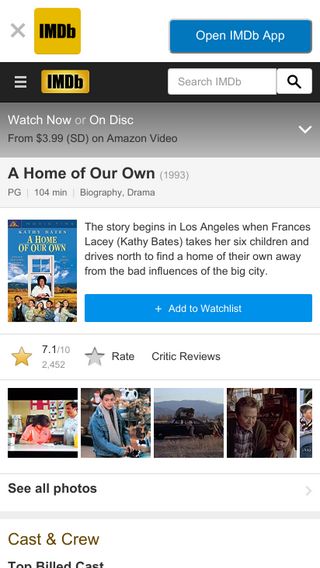 IMDb
Open IMDb App
IMDb
Search IMDb
Watch Now or On Disc
From $3.99 (SD) on Amazon Video
A Home of Our Own (1993)
PG | 104 min | Biography, Drama
KATHY BATES
A HOME
OF OUR OWN
The story begins in Los Angeles when Frances
Lacey (Kathy Bates) takes her six children and
drives north to find a home of their own away
from the bad influences of the big city.
+ Add to Watchlist
7.1/10
2,452
Rate
Critic Reviews
See all photos
Cast & Crew
Top Billed Cast